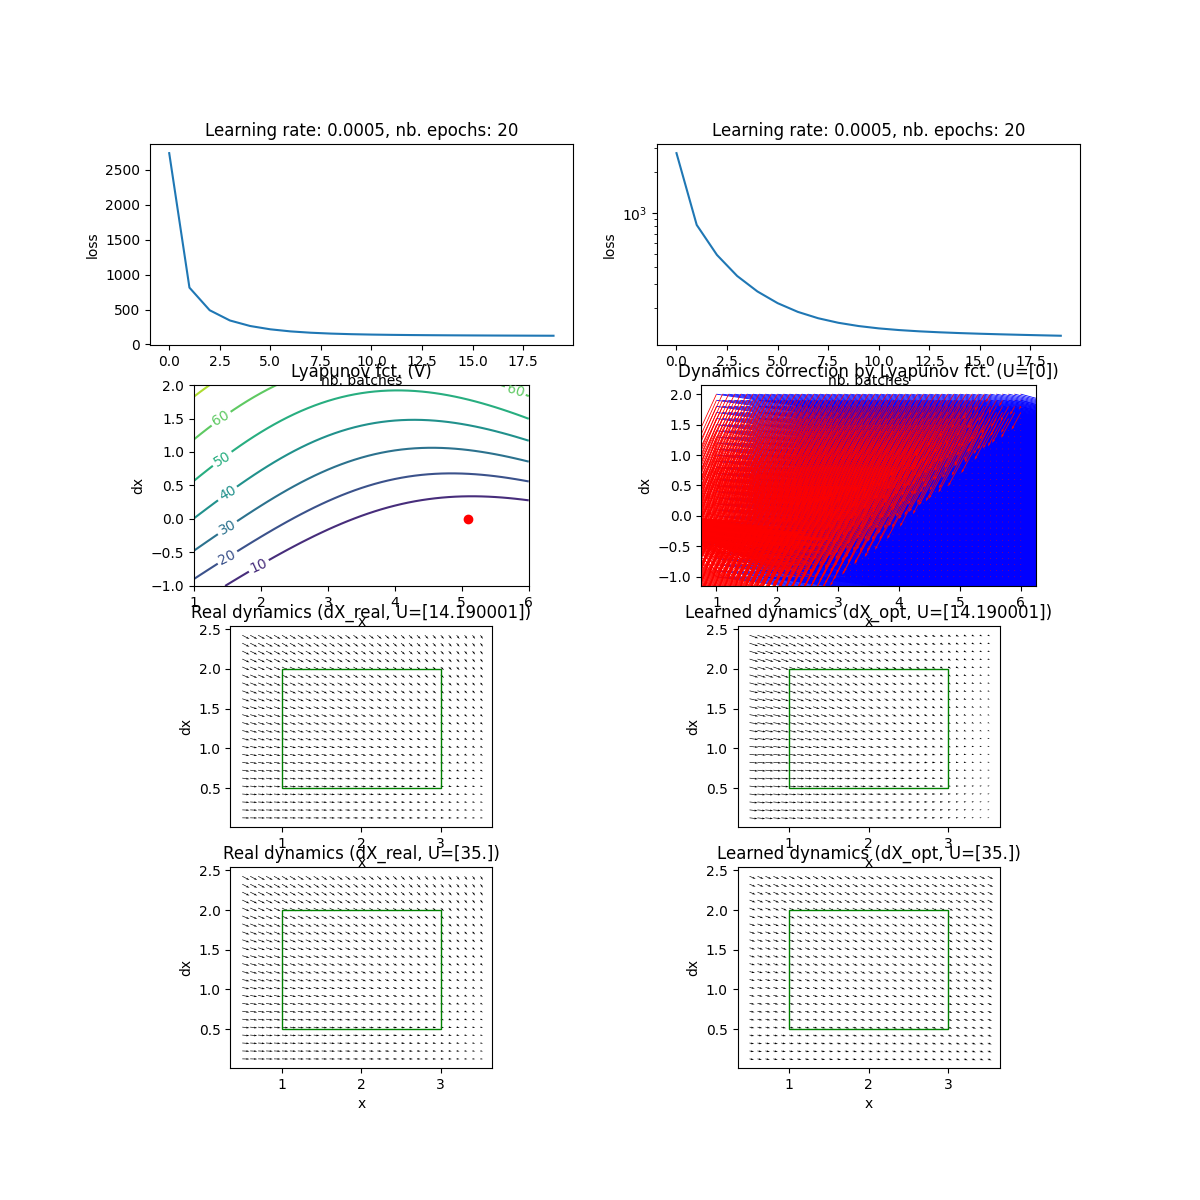 Learning rate: 0.0005, nb. epochs: 20
loss
2500
2000
1500
1000
500
0
0.0 2.5 5.0 7.5 10.0 12.5 15.0 17.5
nb. batches
Learning rate: 0.0005, nb. epochs: 20
loss
10^3
0.0 2.5 5.0 7.5 10.0 12.5 15.0 17.5
nb. batches
Lyapunov fct. (V)
dx
2.0
1.5
1.0
0.5
0.0
−0.5
−1.0
60
60
50
40
30
20
10
1 2 3 4 5 6
x
Dynamics correction by Lyapunov fct. (U=[0])
dx
2.0
1.5
1.0
0.5
0.0
−0.5
−1.0
1 2 3 4 5 6
x
Real dynamics (dX_real, U=[14.190001])
dx
2.5
2.0
1.5
1.0
0.5
1 2 3
x
Learned dynamics (dX_opt, U=[14.190001])
dx
2.5
2.0
1.5
1.0
0.5
1 2 3
x
Real dynamics (dX_real, U=[35.])
dx
2.5
2.0
1.5
1.0
0.5
1 2 3
x
Learned dynamics (dX_opt, U=[35.])
dx
2.5
2.0
1.5
1.0
0.5
1 2 3
x